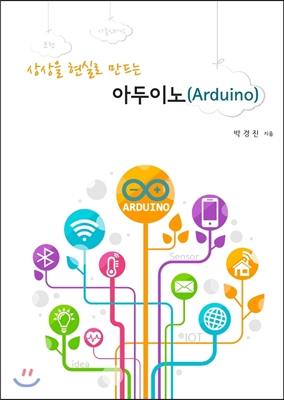 상상을 현실로 만드는
아두이노(Arduino)
박경진 지음
ARDUINO
Sensor
IOT
idea